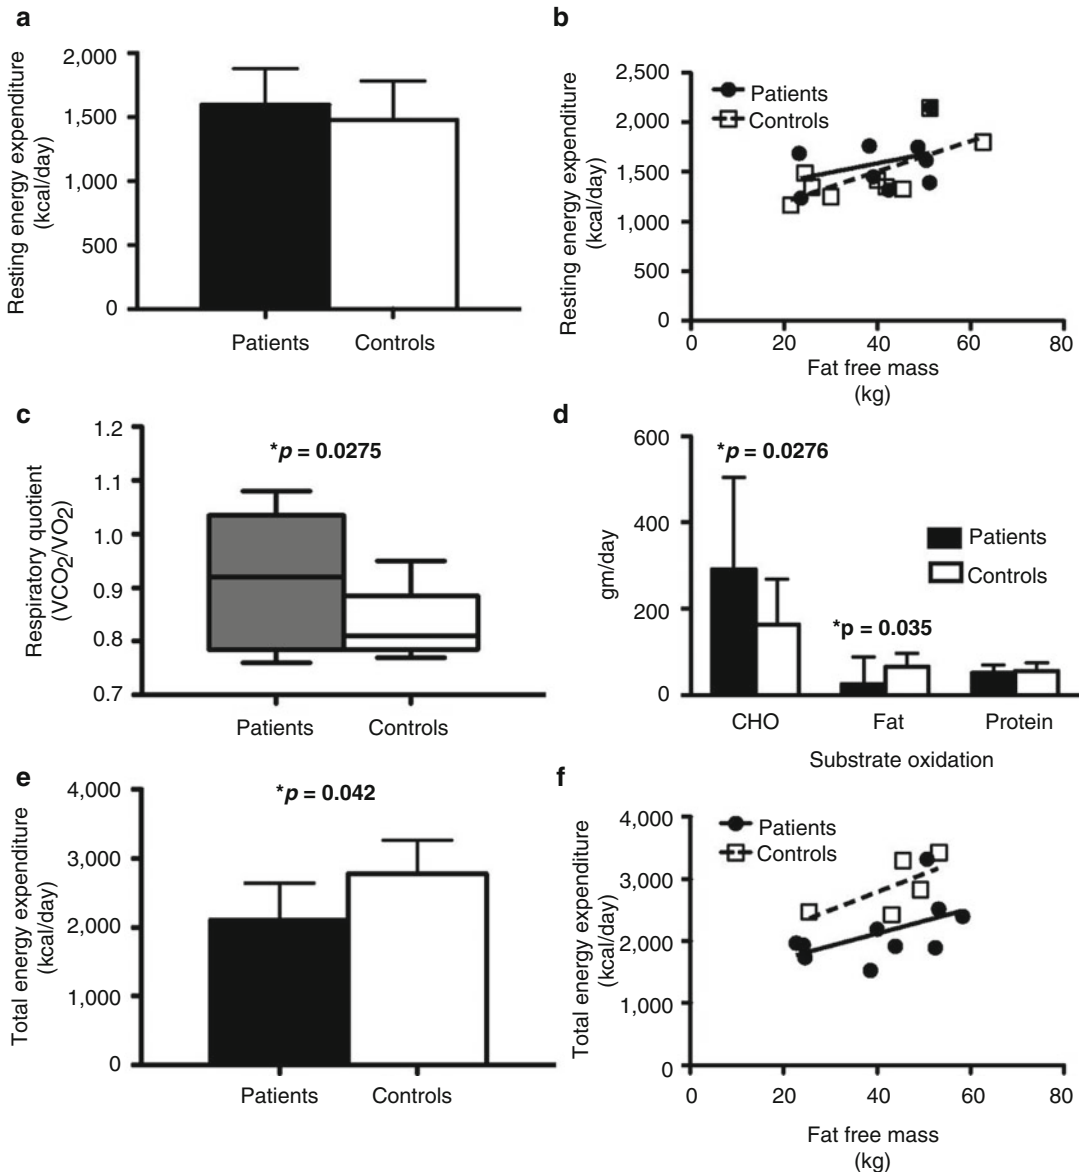 a
Resting energy expenditure
(kcal/day)
2,000
1,500
1,000
500
0
Patients
Controls
b
Resting energy expenditure
(kcal/day)
2,500
2,000
1,500
1,000
500
0
Patients
Controls
0
20
40
60
80
Fat free mass
(kg)
c
Respiratory quotient
(VCO2/VO2)
1.2
1.1
1.0
0.9
0.8
0.7
*p = 0.0275
Patients
Controls
d
gm/day
600
400
200
0
*p = 0.0276
*p = 0.035
Patients
Controls
CHO
Fat
Protein
Substrate oxidation
e
Total energy expenditure
(kcal/day)
4,000
3,000
2,000
1,000
0
*p = 0.042
Patients
Controls
f
Total energy expenditure
(kcal/day)
4,000
3,000
2,000
1,000
0
Patients
Controls
0
20
40
60
80
Fat free mass
(kg)